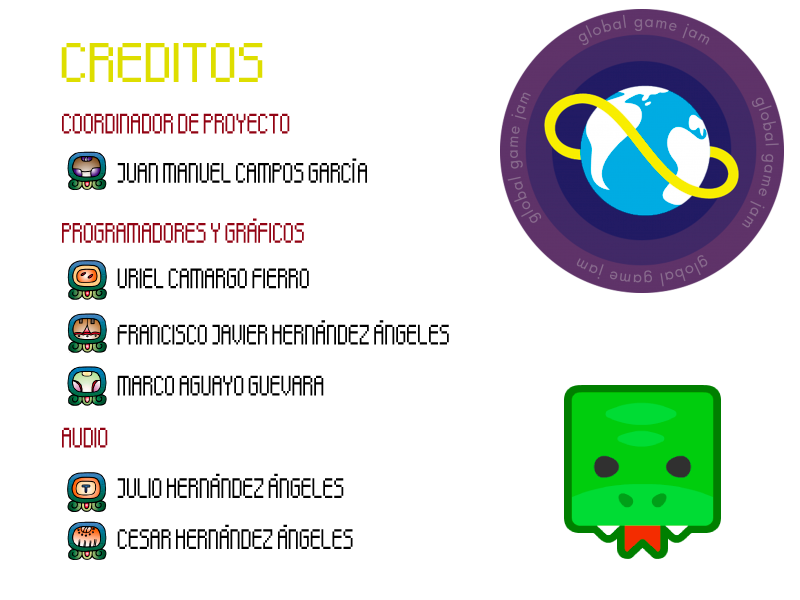 CREDITOS
COORDINADOR DE PROYECTO
JUAN MANUEL CAMPOS GARCÍA
PROGRAMADORES Y GRÁFICOS
URIEL CAMARGO FIERRO
FRANCISCO JAVIER HERNÁNDEZ ÁNGELES
MARCO AGUAYO GUEVARA
AUDIO
JULIO HERNÁNDEZ ÁNGELES
CESAR HERNÁNDEZ ÁNGELES
global game jam
global game jam
global game jam
global game jam